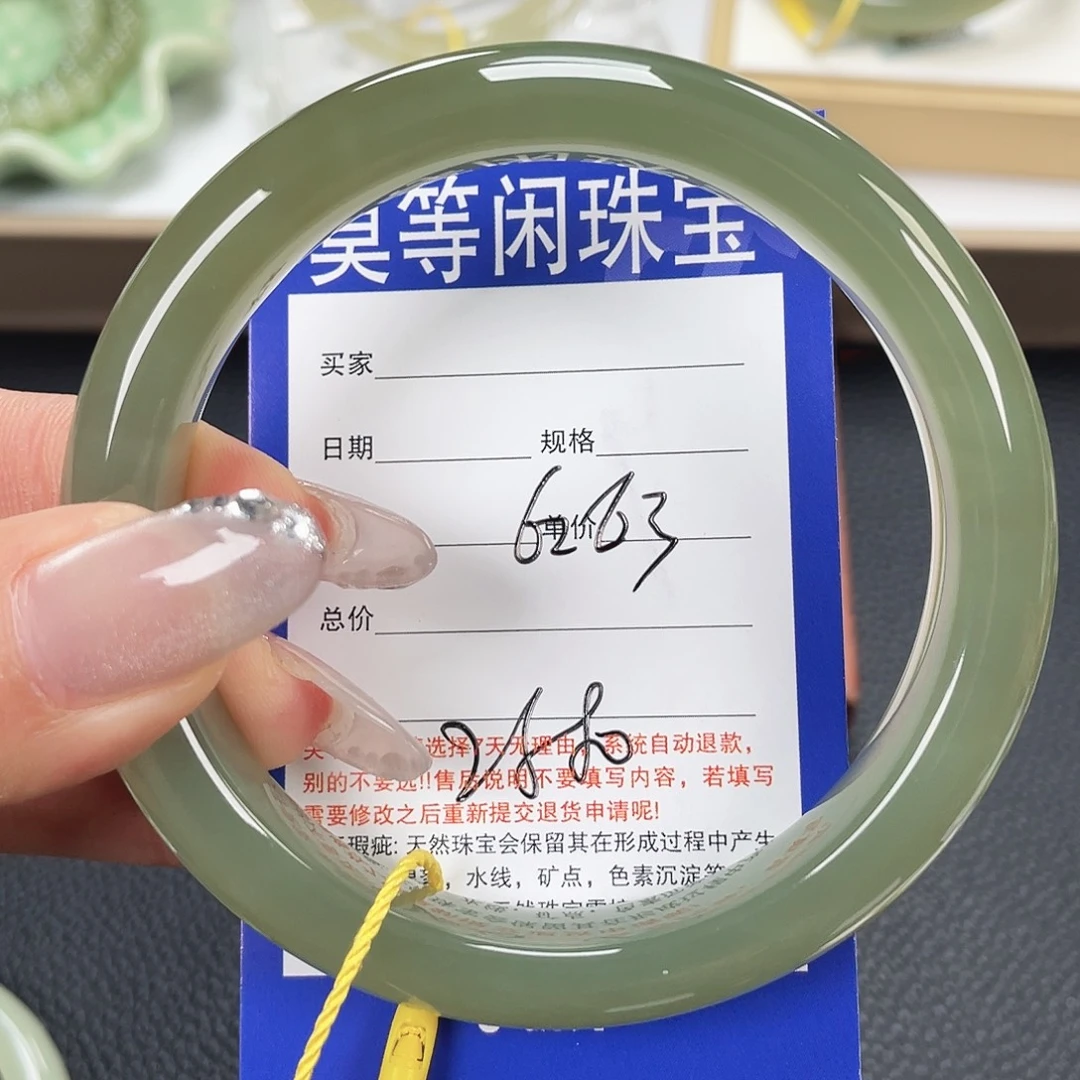 莫等闲珠宝
买家
日期 规格
6263
单价
总价
选择7天无理由, 系统自动退款,
别的不要选!!售后说明不要填写内容, 若填写
需要修改之后重新提交退货申请呢!
瑕疵: 天然珠宝会保留其在形成过程中产生
, 水线, 矿点, 色素沉淀等